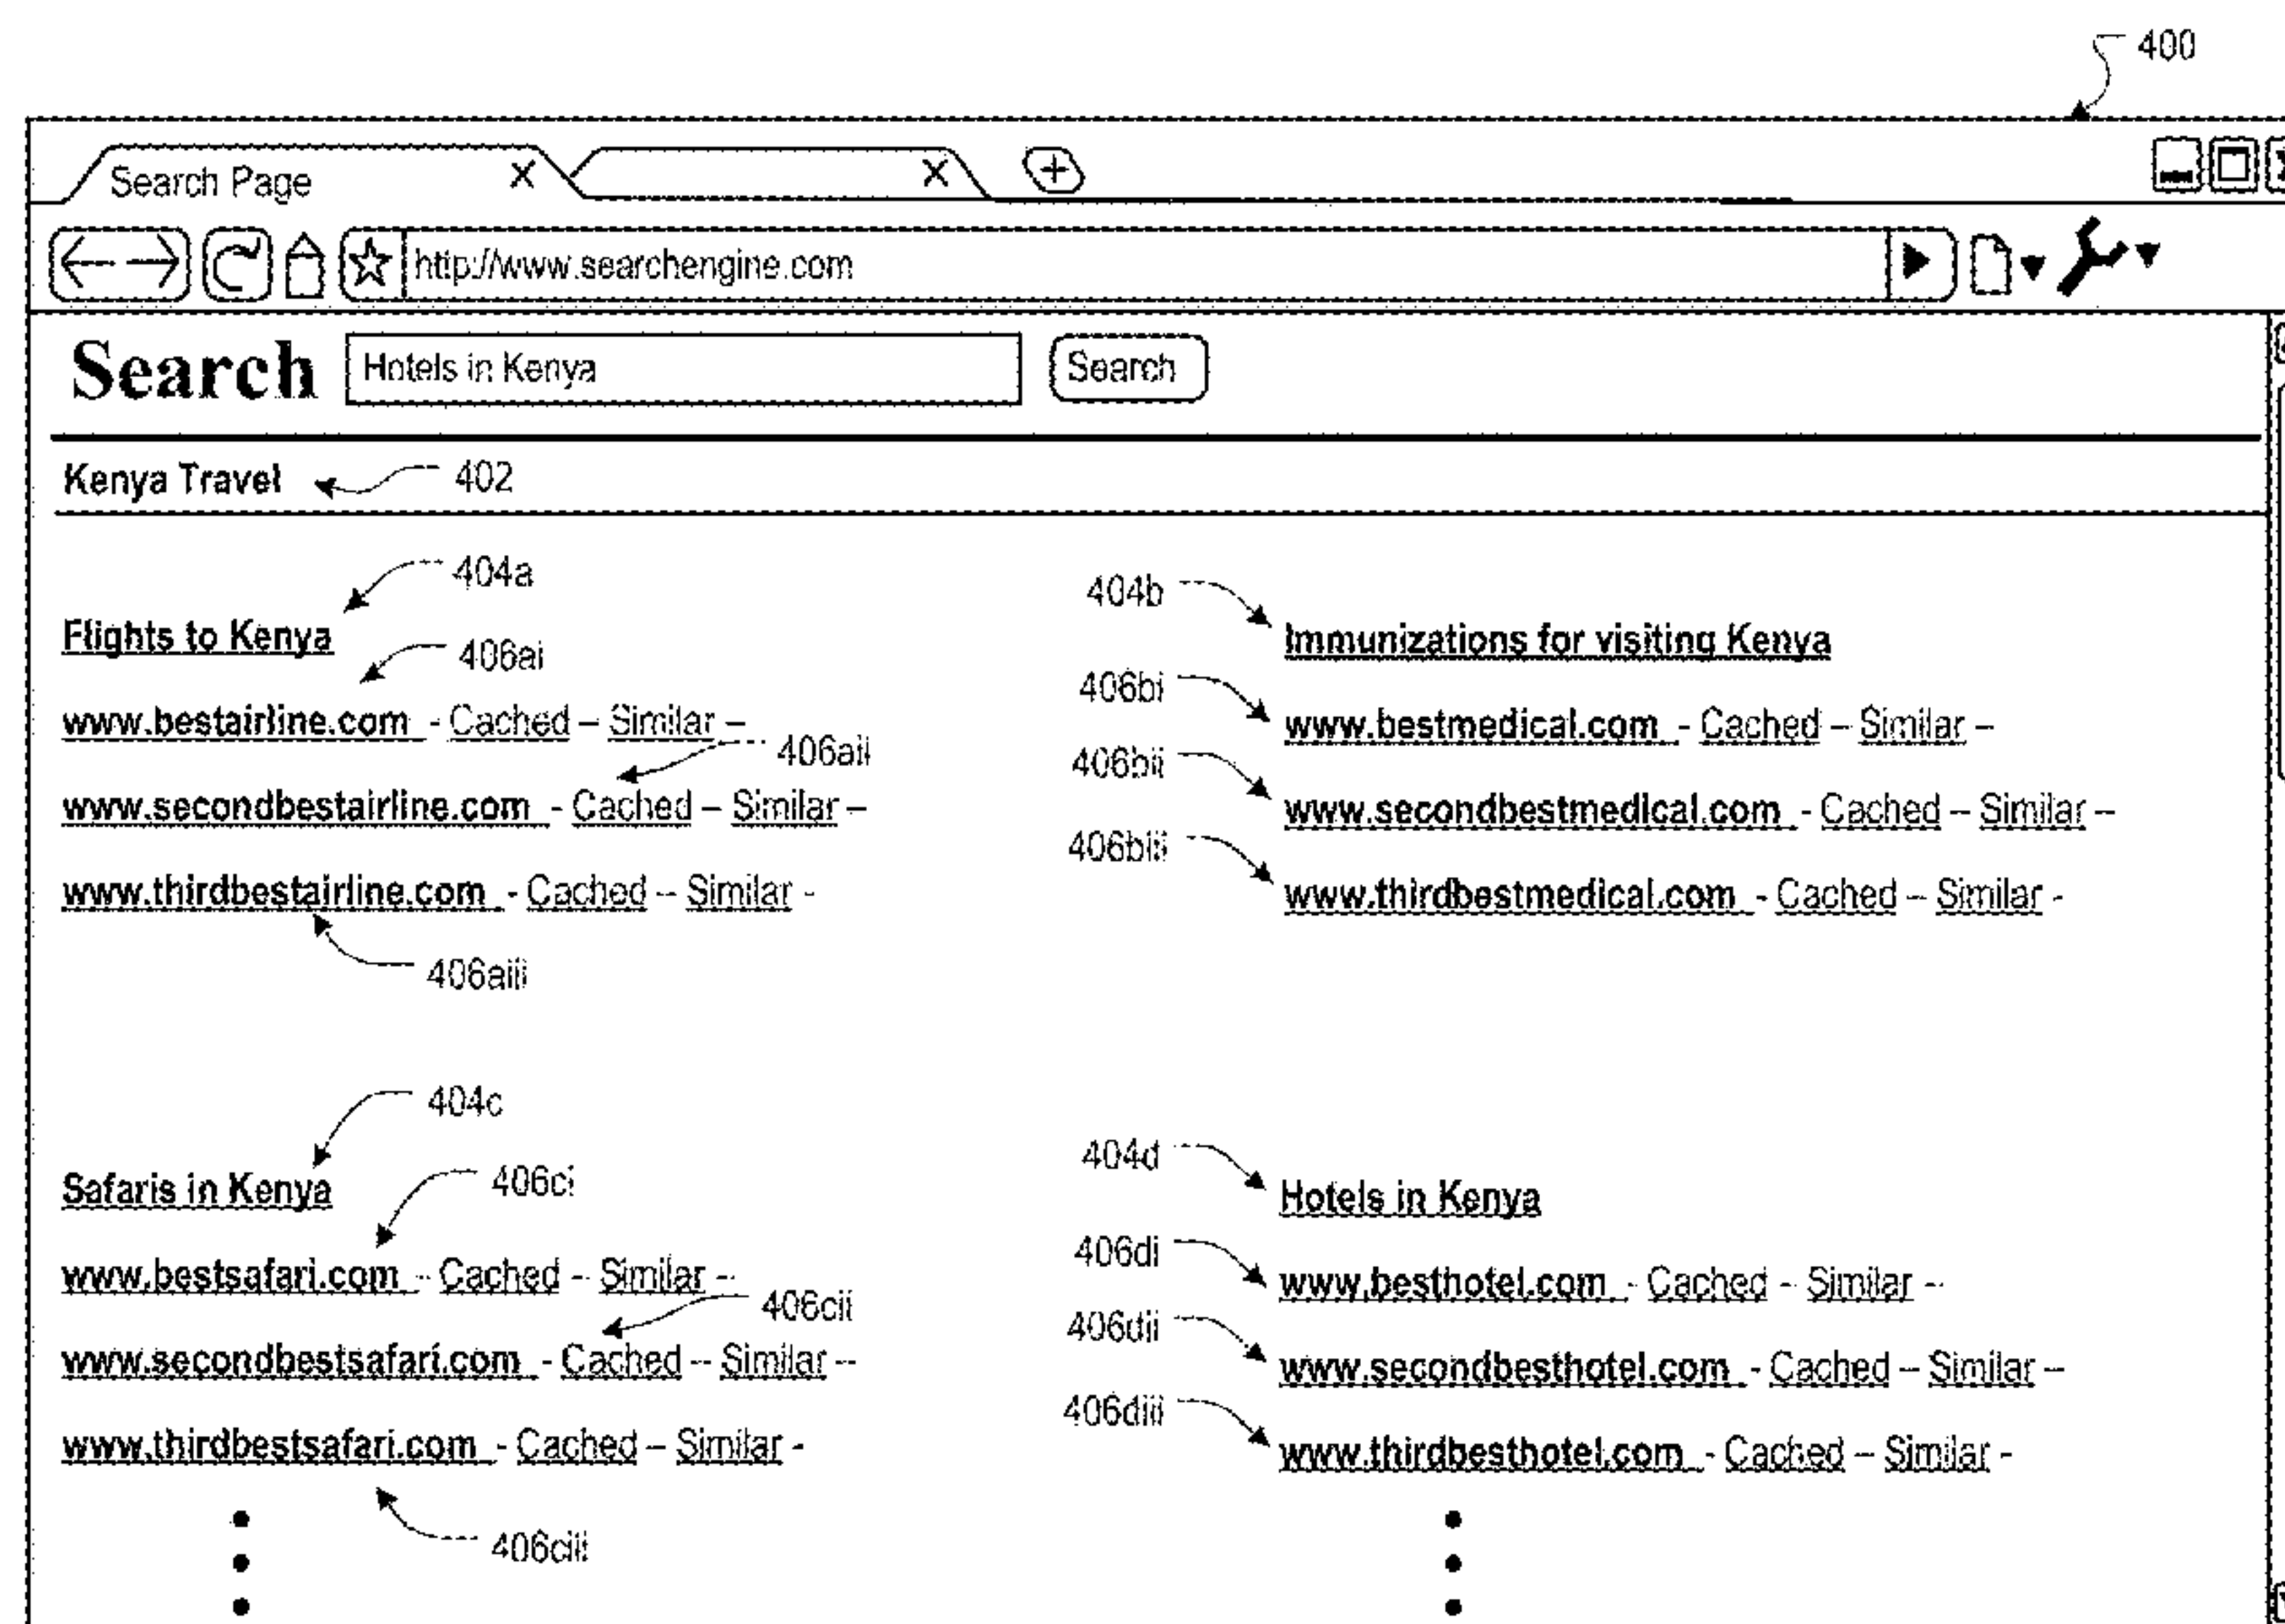 400
Search Page X X +
http://www.searchengine.com
Search Hotels in Kenya Search
Kenya Travel 402
404a
Flights to Kenya
406ai
www.bestairline.com - Cached – Similar –
406aii
www.secondbestairline.com - Cached – Similar –
www.thirdbestairline.com - Cached – Similar -
406aiii
404b
Immunizations for visiting Kenya
406bi
www.bestmedical.com - Cached – Similar –
406bii
www.secondbestmedical.com - Cached – Similar –
406biii
www.thirdbestmedical.com - Cached – Similar -
404c
Safaris in Kenya
406ci
www.bestsafari.com - Cached – Similar –
406cii
www.secondbestsafari.com - Cached – Similar –
www.thirdbestsafari.com - Cached – Similar -
406ciii
404d
Hotels in Kenya
406di
www.besthotel.com - Cached – Similar –
406dii
www.secondbesthotel.com - Cached – Similar –
406diii
www.thirdbesthotel.com - Cached – Similar -